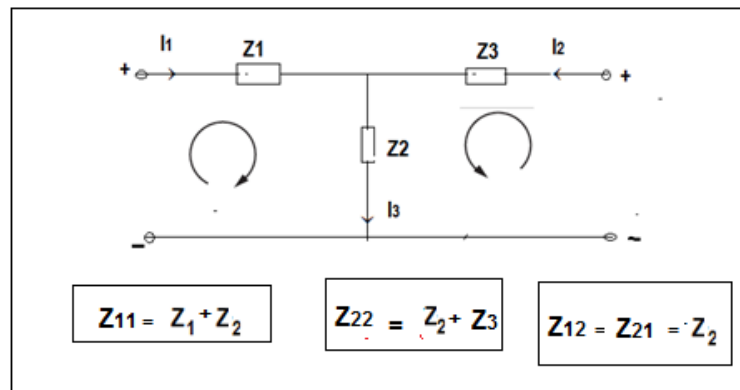 I1 Z1 Z3 I2
+ +
Z2
I3
– ~
Z11 = Z1 + Z2
Z22 = Z2 + Z3
Z12 = Z21 = Z2